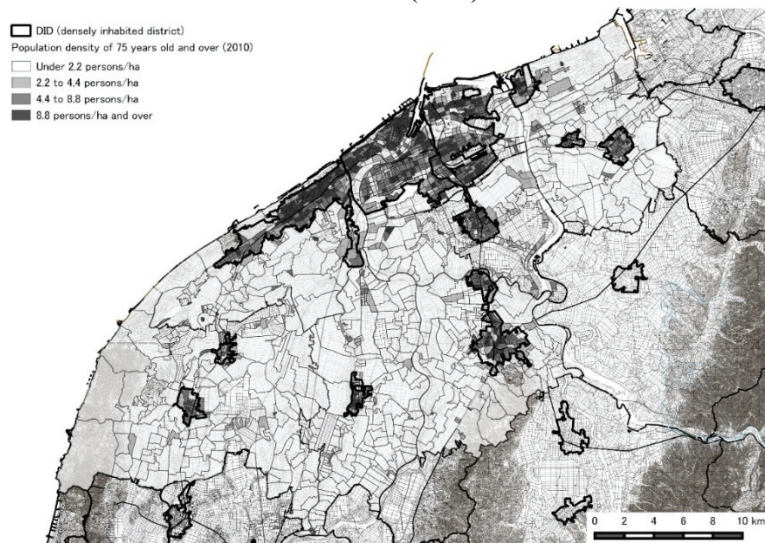 DID (densely inhabited district)
Population density of 75 years old and over (2010)
Under 2.2 persons/ha
2.2 to 4.4 persons/ha
4.4 to 8.8 persons/ha
8.8 persons/ha and over
0 2 4 6 8 10 km